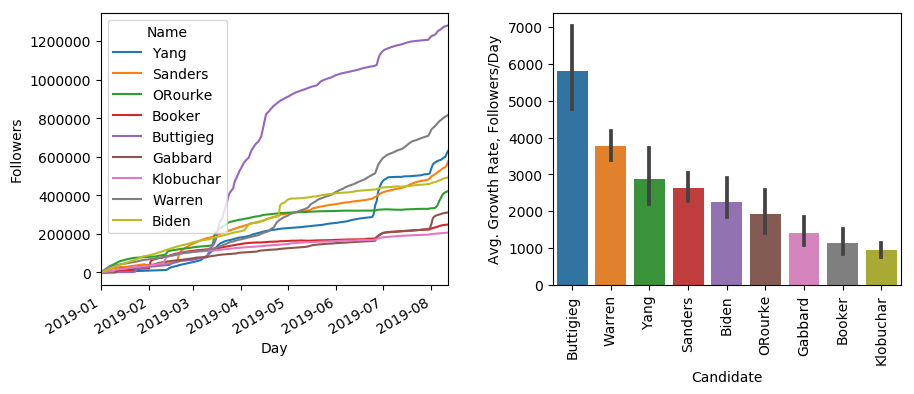 Name
Yang
Sanders
ORourke
Booker
Buttigieg
Gabbard
Klobuchar
Warren
Biden
Followers
1200000
1000000
800000
600000
400000
200000
0
2019-01
2019-02
2019-03
2019-04
2019-05
2019-06
2019-07
2019-08
Day
Avg. Growth Rate, Followers/Day
7000
6000
5000
4000
3000
2000
1000
0
Buttigieg
Warren
Yang
Sanders
Biden
ORourke
Gabbard
Booker
Klobuchar
Candidate